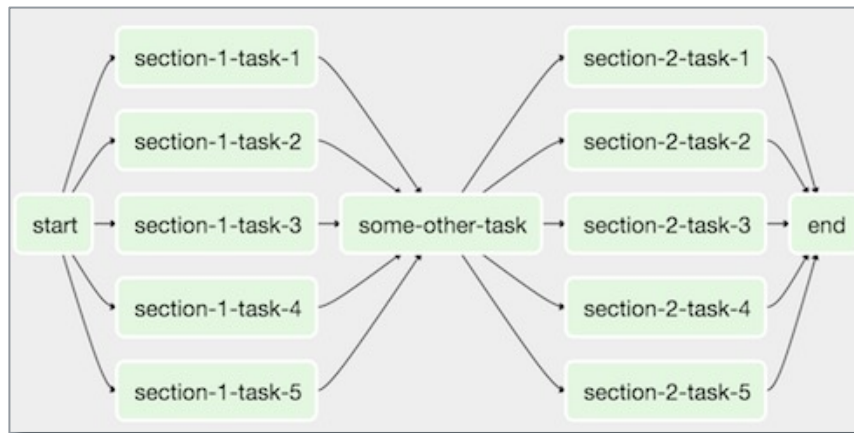 section-1-task-1
section-2-task-1
section-1-task-2
section-2-task-2
start
section-1-task-3
some-other-task
section-2-task-3
end
section-1-task-4
section-2-task-4
section-1-task-5
section-2-task-5